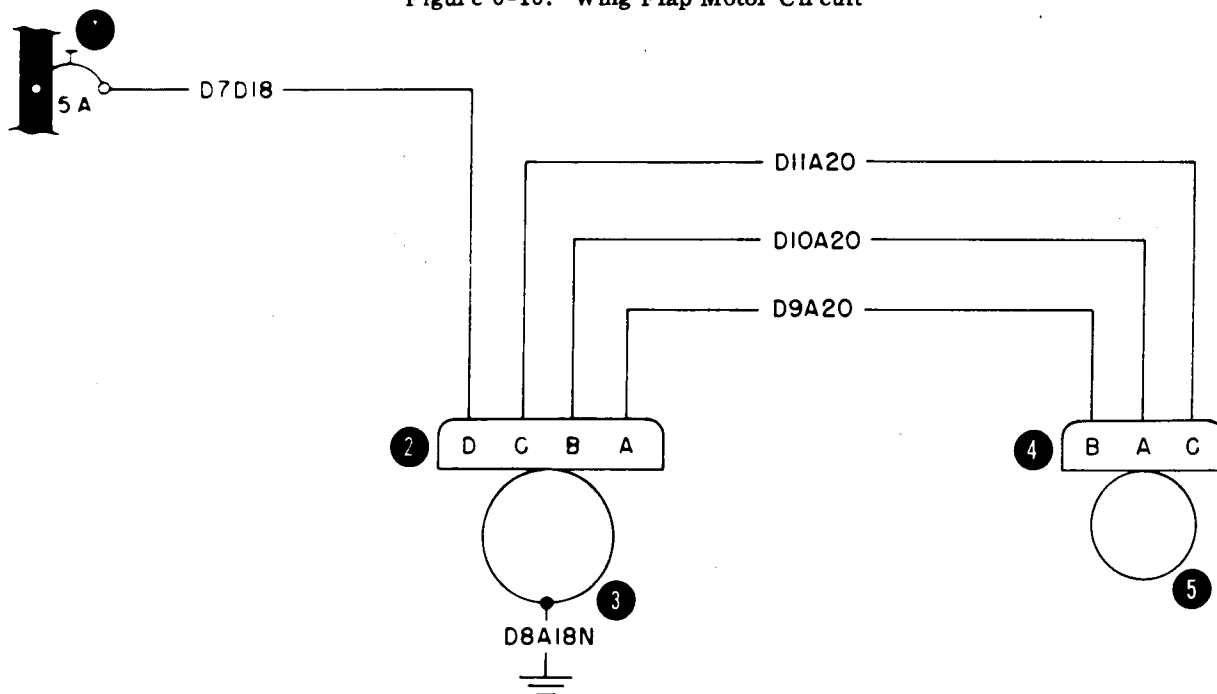 Figure 6-16. Wing Flap Motor Circuit
5 A
D7D18
D11A20
D10A20
D9A20
2
D C B A
4
B A C
3
5
D8A18N